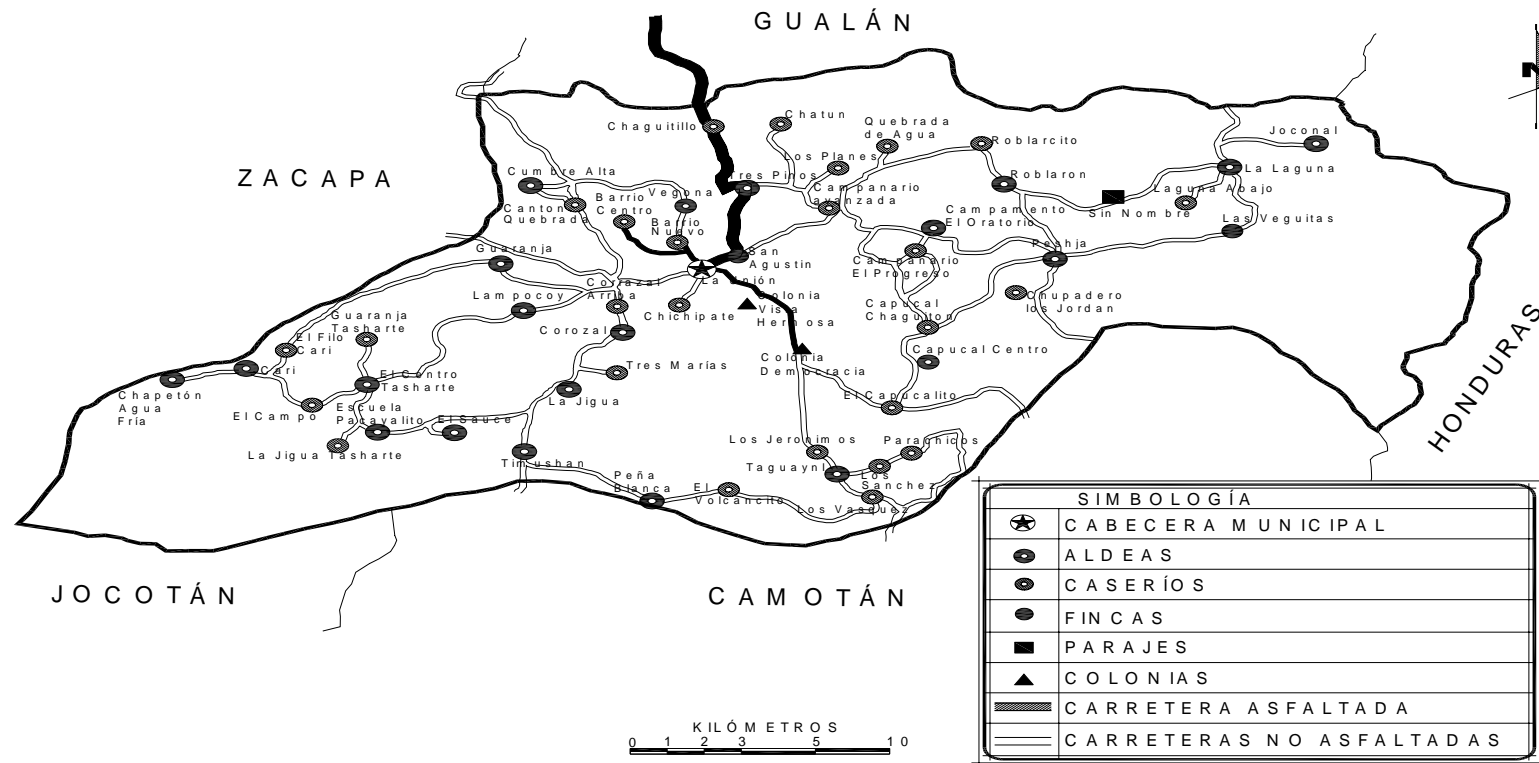 GUALÁN
ZACAPA
HONDURAS
JOCOTÁN
CAMOTÁN
Chaguitillo
Chatun
Quebrada
de Agua
Roblarcito
Joconal
Los Planes
Cumbre Alta
Tres Pinos
La Laguna
Roblaron
Vegona
Barrio
Centro
Campanario
avanzada
Laguna Abajo
Canton
Quebrada
Sin Nombre
Barrio
Nuevo
Campamento
El Oratorio
Las Veguitas
Guaranja
San
Agustin
Peshja
Campanario
El Progreso
La Unión
Corrazal
Arriba
Lampocoy
Chichipate
Colonia
Vista
Hermosa
Capucal
Chaguiton
Chupadero
los Jordan
Guaranja
Tasharte
Corozal
El Filo
Cari
Capucal Centro
Colonia
Democracia
Tres Marías
Cari
El Centro
Tasharte
Chapetón
Agua
Fría
La Jigua
El Capucalito
El Campo
Escuela
Pacayalito
El Sauce
La Jigua Tasharte
Los Jeronimos
Parachicos
Timushan
Taguayni
Los
Sanchez
Peña
Blanca
El
Volcancito
Los Vasquez
SIMBOLOGÍA
CABECERA MUNICIPAL
ALDEAS
CASERÍOS
FINCAS
PARAJES
COLONIAS
CARRETERA ASFALTADA
CARRETERAS NO ASFALTADAS
KILÓMETROS
0 1 2 3 5 10